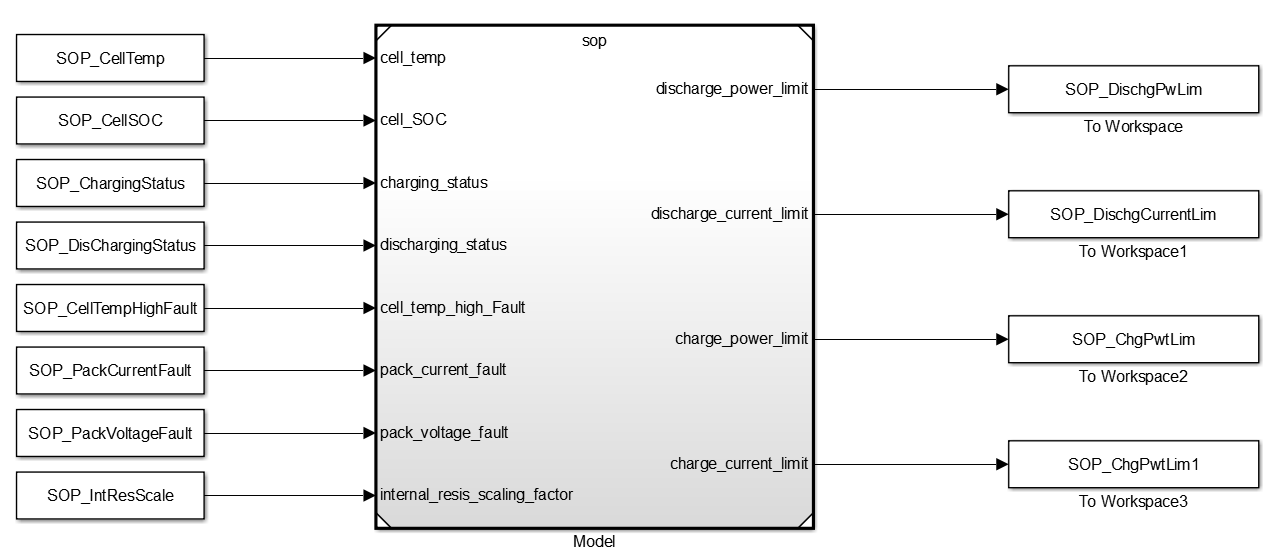 sop
SOP_CellTemp
cell_temp
discharge_power_limit
SOP_DischgPwLim
To Workspace
SOP_CellSOC
cell_SOC
SOP_ChargingStatus
charging_status
discharge_current_limit
SOP_DischgCurrentLim
To Workspace1
SOP_DisChargingStatus
discharging_status
SOP_CellTempHighFault
cell_temp_high_Fault
charge_power_limit
SOP_ChgPwtLim
To Workspace2
SOP_PackCurrentFault
pack_current_fault
SOP_PackVoltageFault
pack_voltage_fault
charge_current_limit
SOP_ChgPwtLim1
To Workspace3
SOP_IntResScale
internal_resis_scaling_factor
Model